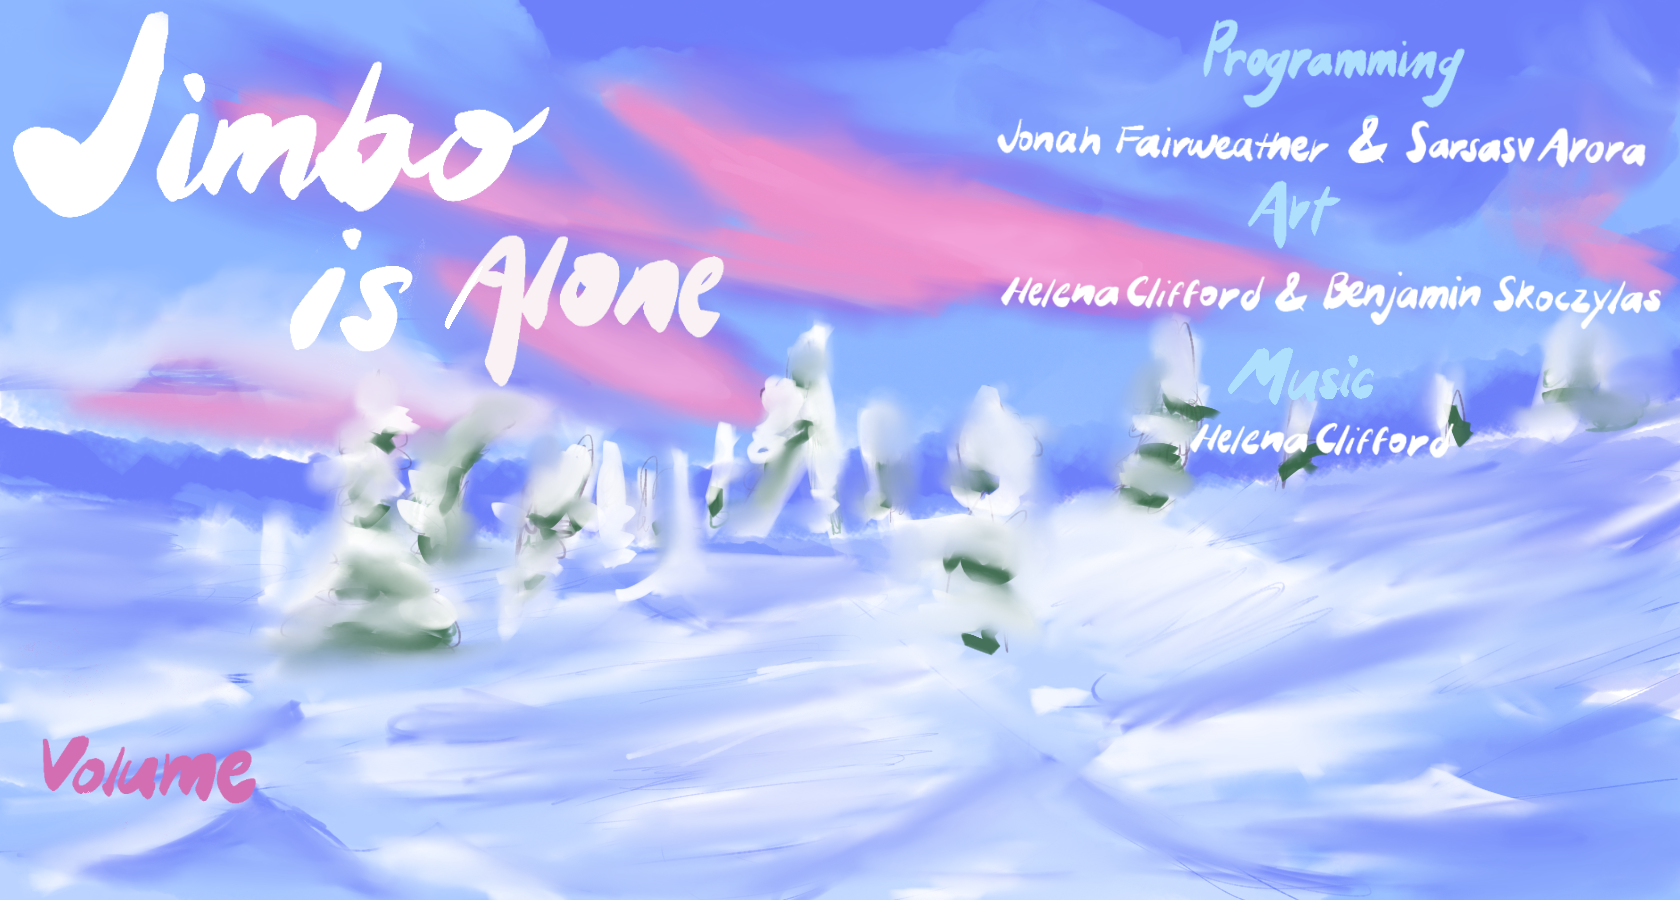 Jimbo
is Alone
Programming
Jonah Fairweather & Sarsasv Arora
Art
Helena Clifford & Benjamin Skoczylas
Music
Helena Clifford
Volume